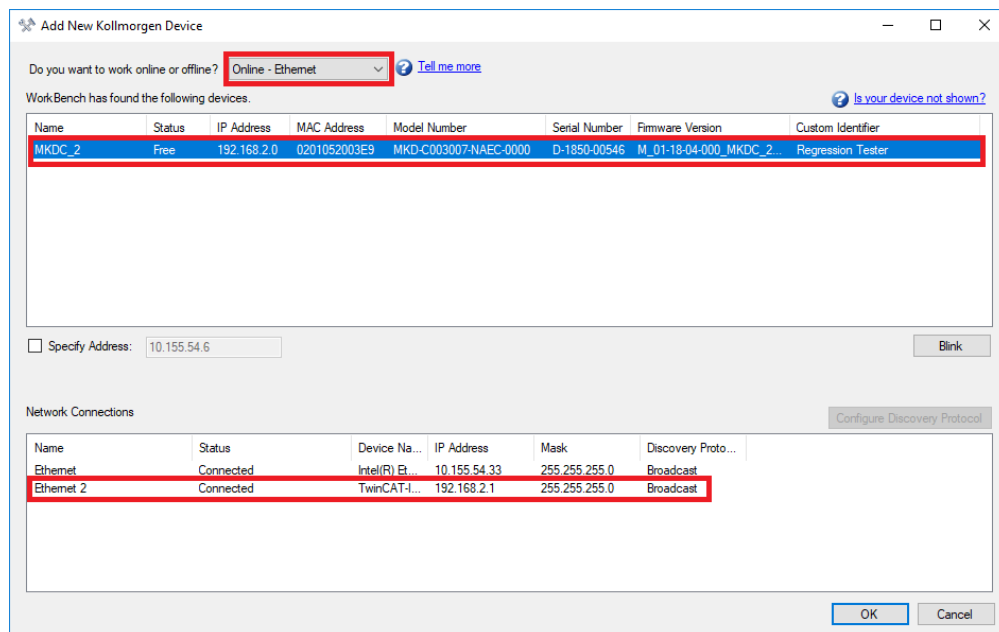 Add New Kollmorgen Device
Do you want to work online or offline? Online - Ethernet Tell me more
WorkBench has found the following devices. Is your device not shown?
Name Status IP Address MAC Address Model Number Serial Number Firmware Version Custom Identifier
MKDC_2 Free 192.168.2.0 0201052003E9 MKD-C003007-NAEC-0000 D-1850-00546 M_01-18-04-000_MKDC_2... Regression Tester
Specify Address: 10.155.54.6 Blink
Network Connections Configure Discovery Protocol
Name Status Device Na... IP Address Mask Discovery Proto...
Ethernet Connected Intel(R) Et... 10.155.54.33 255.255.255.0 Broadcast
Ethernet 2 Connected TwinCAT-I... 192.168.2.1 255.255.255.0 Broadcast
OK Cancel